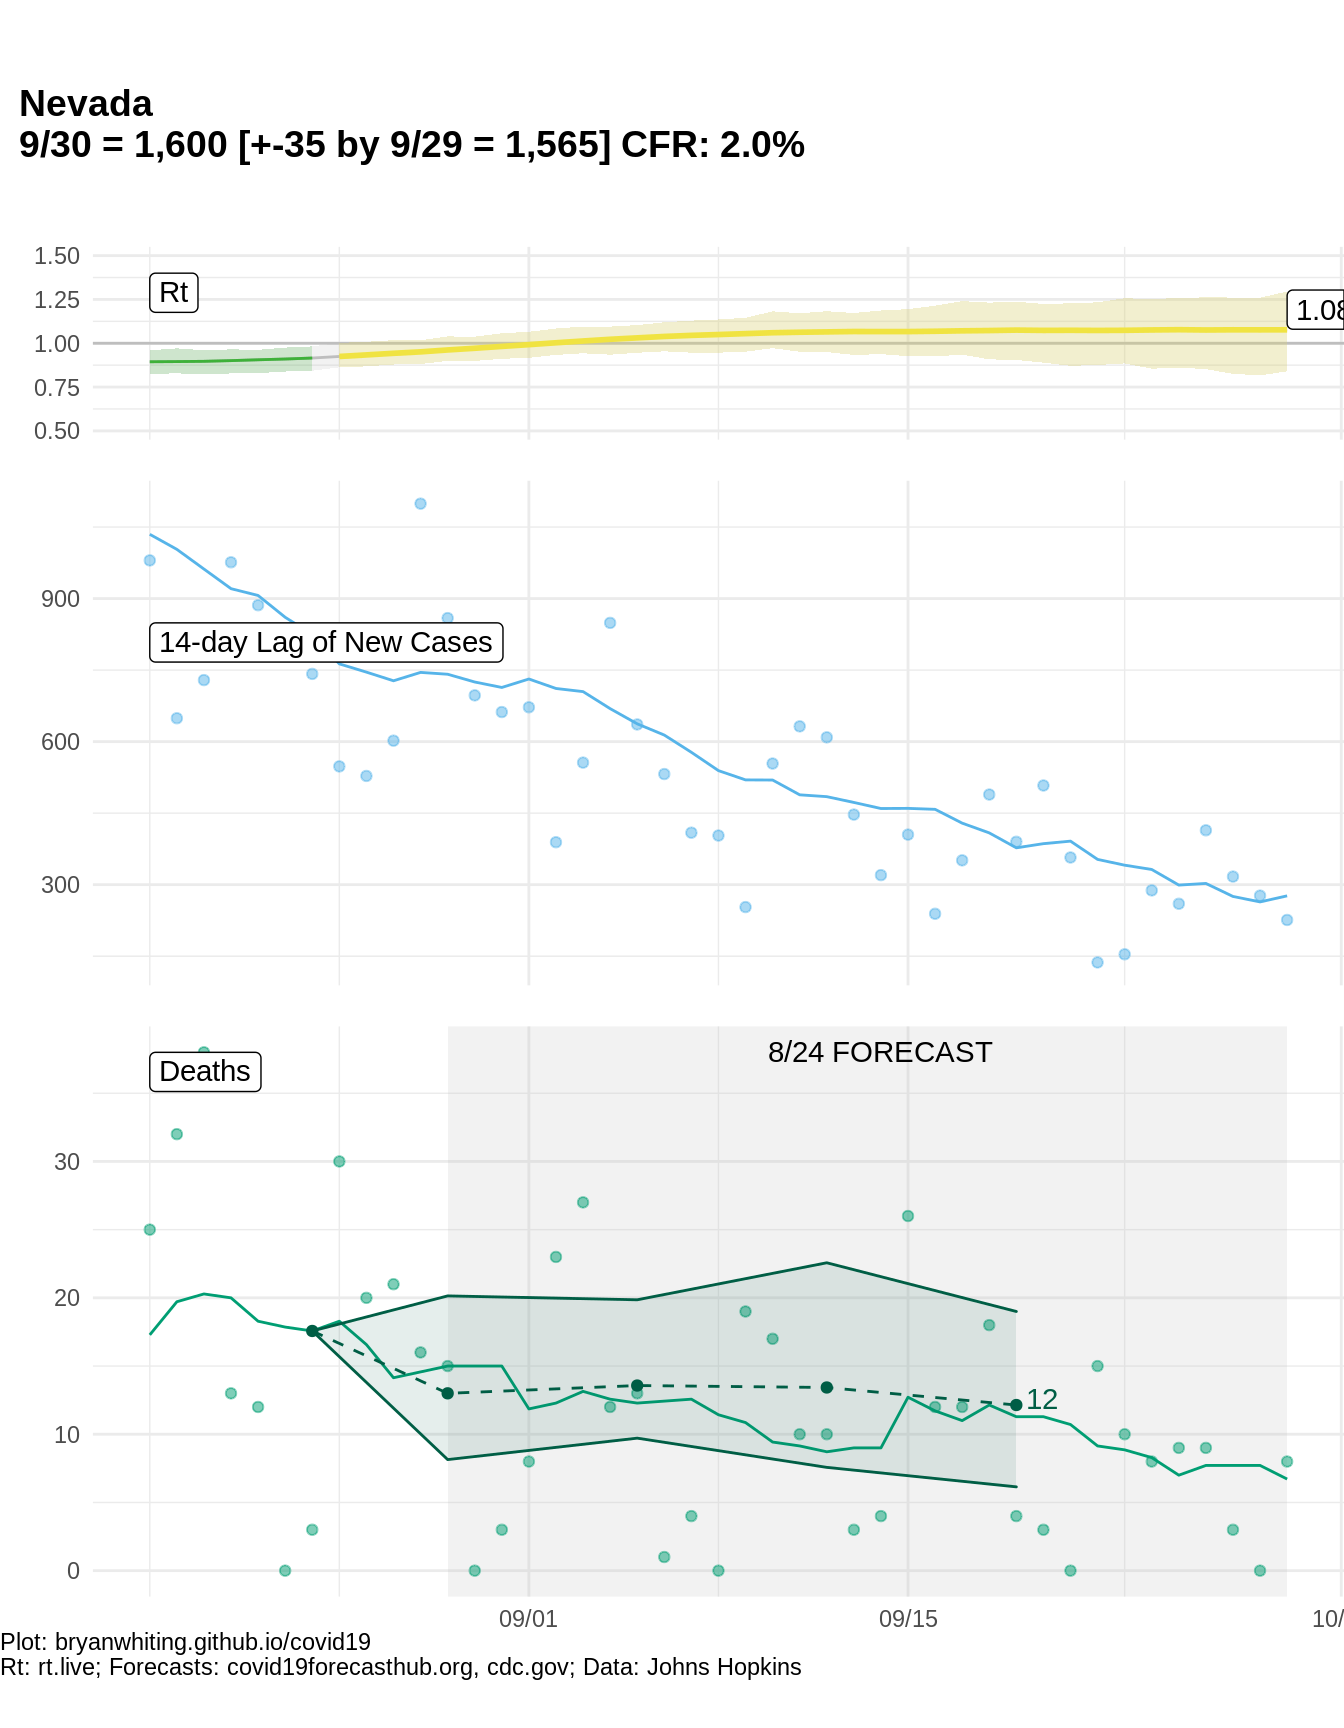 Nevada
9/30 = 1,600 [+-35 by 9/29 = 1,565] CFR: 2.0%
1.50
Rt
1.25
1.08
1.00
0.75
0.50
900
14-day Lag of New Cases
600
300
8/24 FORECAST
Deaths
30
20
12
10
0
09/01
09/15
10/
Plot: bryanwhiting.github.io/covid19
Rt: rt.live; Forecasts: covid19forecasthub.org, cdc.gov; Data: Johns Hopkins